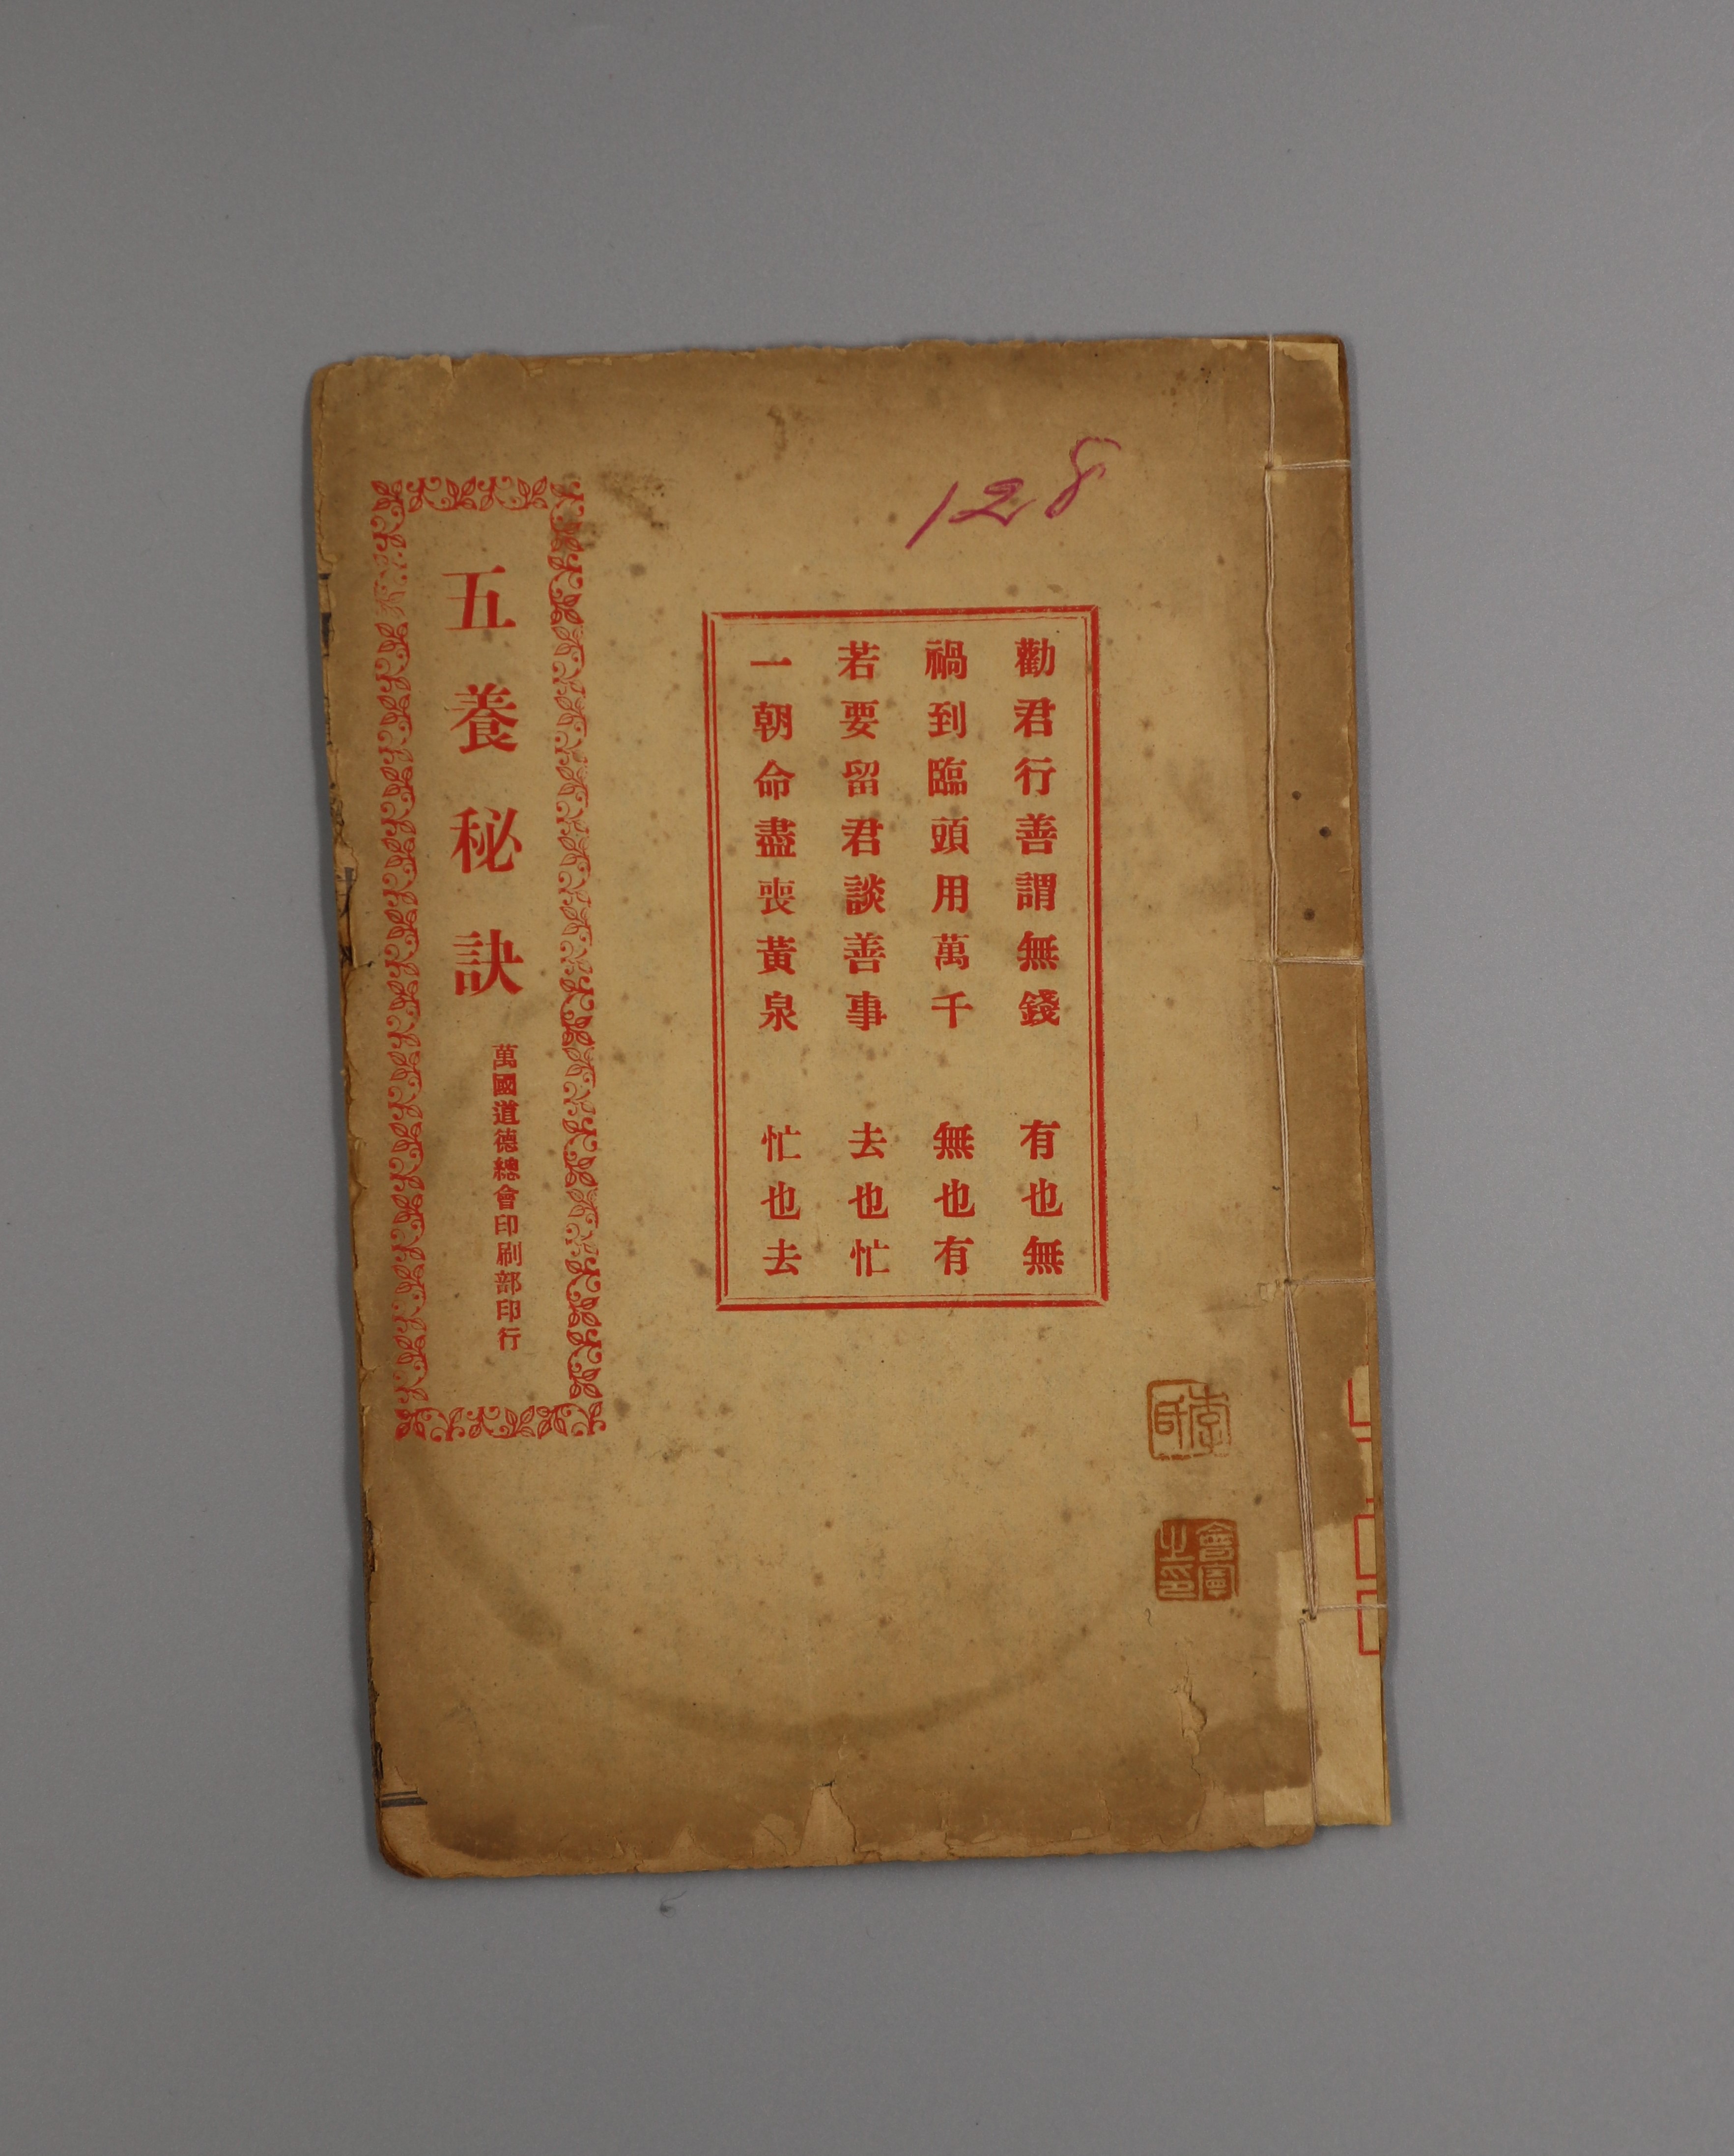 128
勸君行善謂無錢 有也無
禍到臨頭用萬千 無也有
若要留君談善事 去也忙
一朝命盡喪黃泉 忙也去
五養秘訣
萬國道德總會印刷部印行